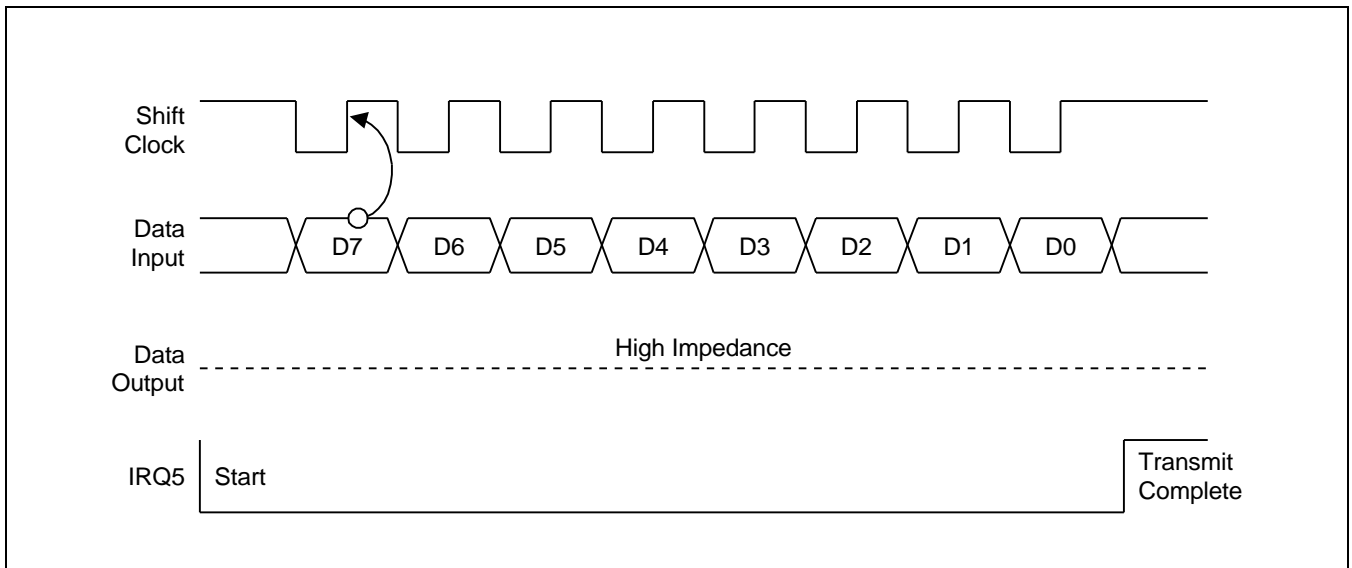 Shift
Clock
Data
Input
D7 D6 D5 D4 D3 D2 D1 D0
Data
Output
High Impedance
IRQ5
Start
Transmit
Complete